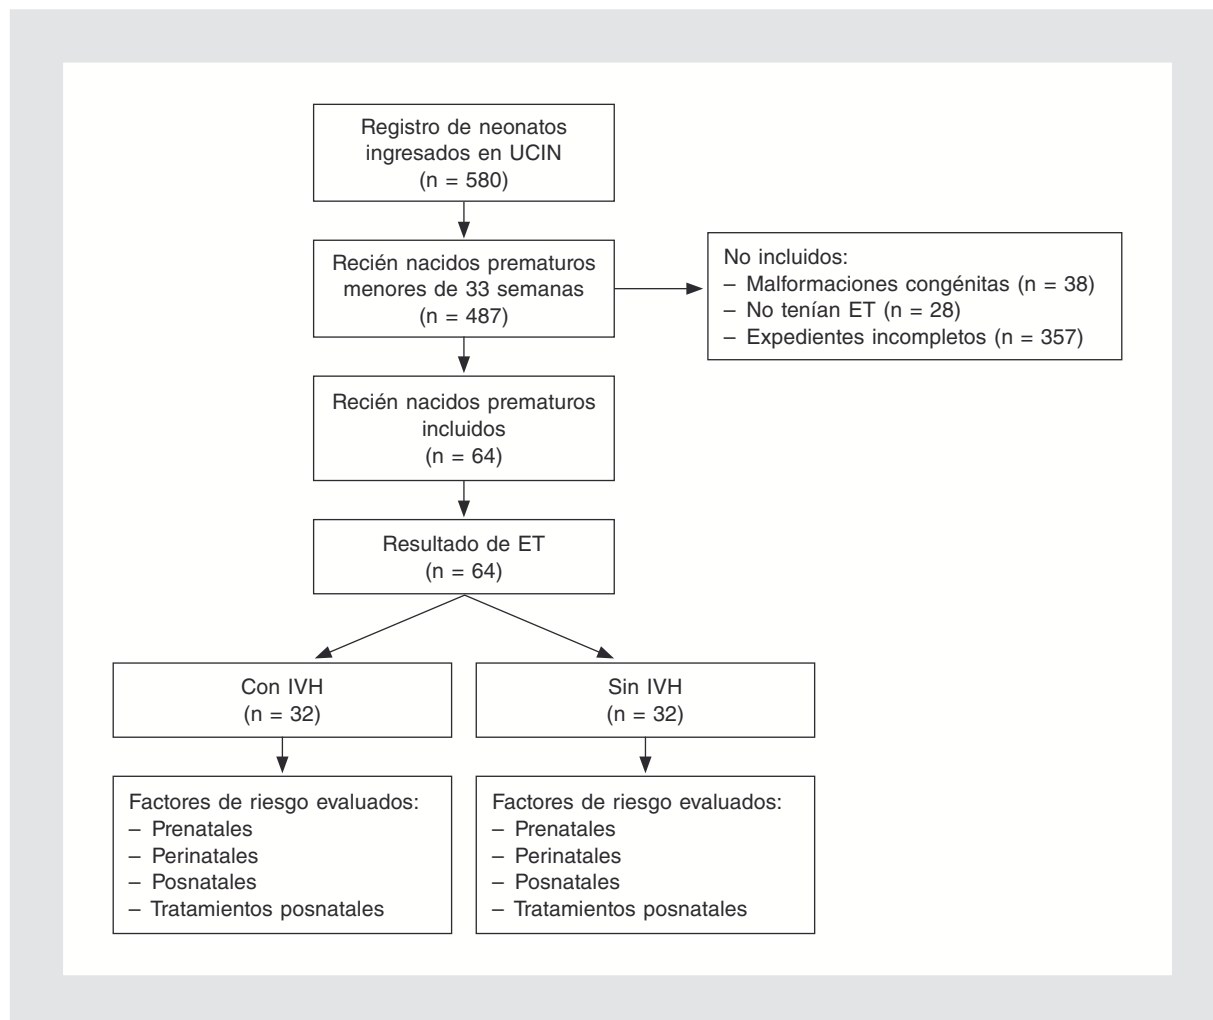 Registro de neonatos
ingresados en UCIN
(n = 580)
Recién nacidos prematuros
menores de 33 semanas
(n = 487)
No incluidos:
– Malformaciones congénitas (n = 38)
– No tenían ET (n = 28)
– Expedientes incompletos (n = 357)
Recién nacidos prematuros
incluidos
(n = 64)
Resultado de ET
(n = 64)
Con IVH
(n = 32)
Sin IVH
(n = 32)
Factores de riesgo evaluados:
– Prenatales
– Perinatales
– Posnatales
– Tratamientos posnatales
Factores de riesgo evaluados:
– Prenatales
– Perinatales
– Posnatales
– Tratamientos posnatales